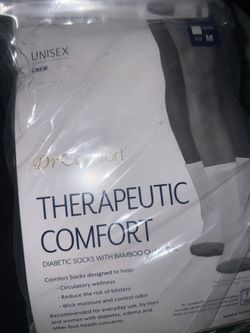 UNISEX
CREW
SIZE
M
Dr. Comfort
THERAPEUTIC
COMFORT
DIABETIC SOCKS WITH BAMBOO
Comfort Socks designed to help:
- Circulatory wellness
- Reduce the risk of blisters
- Wick moisture and control odor
Recommended for everyday use, by men
and women with diabetes, edema and
other foot health concerns.